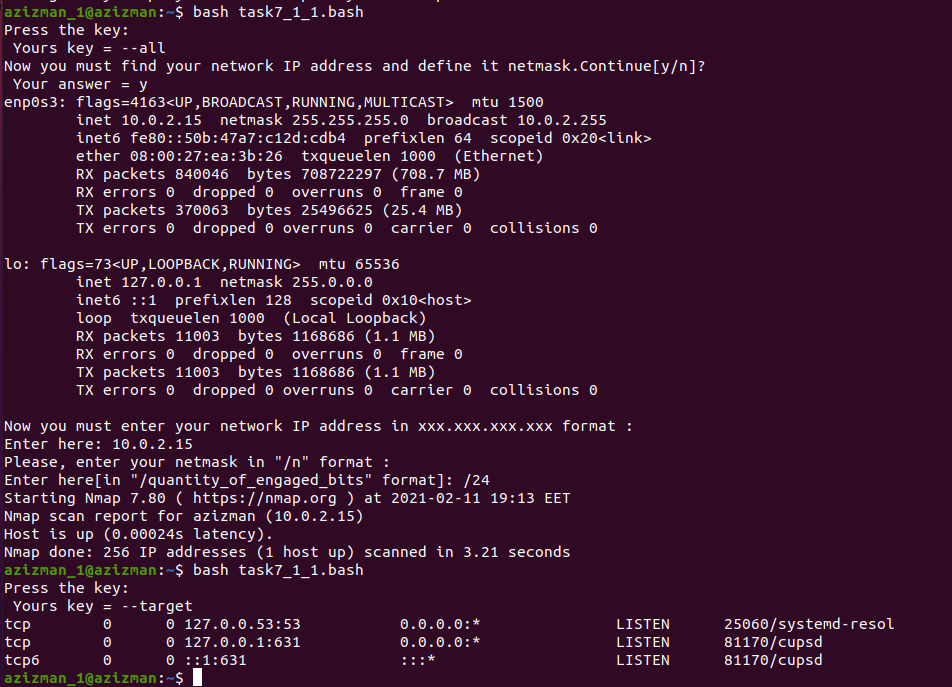 azizman_1@azizman:~$ bash task7_1_1.bash
Press the key:
 Yours key = --all
Now you must find your network IP address and define it netmask.Continue[y/n]?
 Your answer = y
enp0s3: flags=4163<UP,BROADCAST,RUNNING,MULTICAST>  mtu 1500
        inet 10.0.2.15  netmask 255.255.255.0  broadcast 10.0.2.255
        inet6 fe80::50b:47a7:c12d:cdb4  prefixlen 64  scopeid 0x20<link>
        ether 08:00:27:ea:3b:26  txqueuelen 1000  (Ethernet)
        RX packets 840046  bytes 708722297 (708.7 MB)
        RX errors 0  dropped 0  overruns 0  frame 0
        TX packets 370063  bytes 25496625 (25.4 MB)
        TX errors 0  dropped 0 overruns 0  carrier 0  collisions 0

lo: flags=73<UP,LOOPBACK,RUNNING>  mtu 65536
        inet 127.0.0.1  netmask 255.0.0.0
        inet6 ::1  prefixlen 128  scopeid 0x10<host>
        loop  txqueuelen 1000  (Local Loopback)
        RX packets 11003  bytes 1168686 (1.1 MB)
        RX errors 0  dropped 0  overruns 0  frame 0
        TX packets 11003  bytes 1168686 (1.1 MB)
        TX errors 0  dropped 0 overruns 0  carrier 0  collisions 0

Now you must enter your network IP address in xxx.xxx.xxx.xxx format :
Enter here: 10.0.2.15
Please, enter your netmask in "/n" format :
Enter here[in "/quantity_of_engaged_bits" format]: /24
Starting Nmap 7.80 ( https://nmap.org ) at 2021-02-11 19:13 EET
Nmap scan report for azizman (10.0.2.15)
Host is up (0.00024s latency).
Nmap done: 256 IP addresses (1 host up) scanned in 3.21 seconds
azizman_1@azizman:~$ bash task7_1_1.bash
Press the key:
 Yours key = --target
tcp        0      0 127.0.0.53:53           0.0.0.0:*               LISTEN      25060/systemd-resol
tcp        0      0 127.0.0.1:631           0.0.0.0:*               LISTEN      81170/cupsd
tcp6       0      0 ::1:631                 :::*                    LISTEN      81170/cupsd
azizman_1@azizman:~$